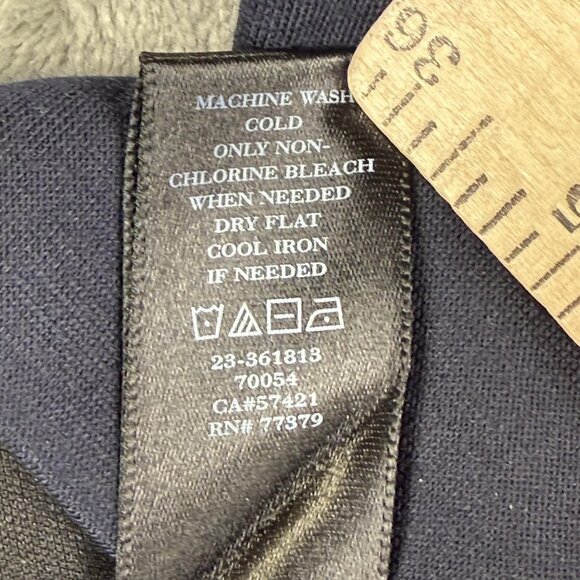 MACHINE WASH
COLD
ONLY NON-
CHLORINE BLEACH
WHEN NEEDED
DRY FLAT
COOL IRON
IF NEEDED
23-361813
70054
CA#57421
RN# 77379
36